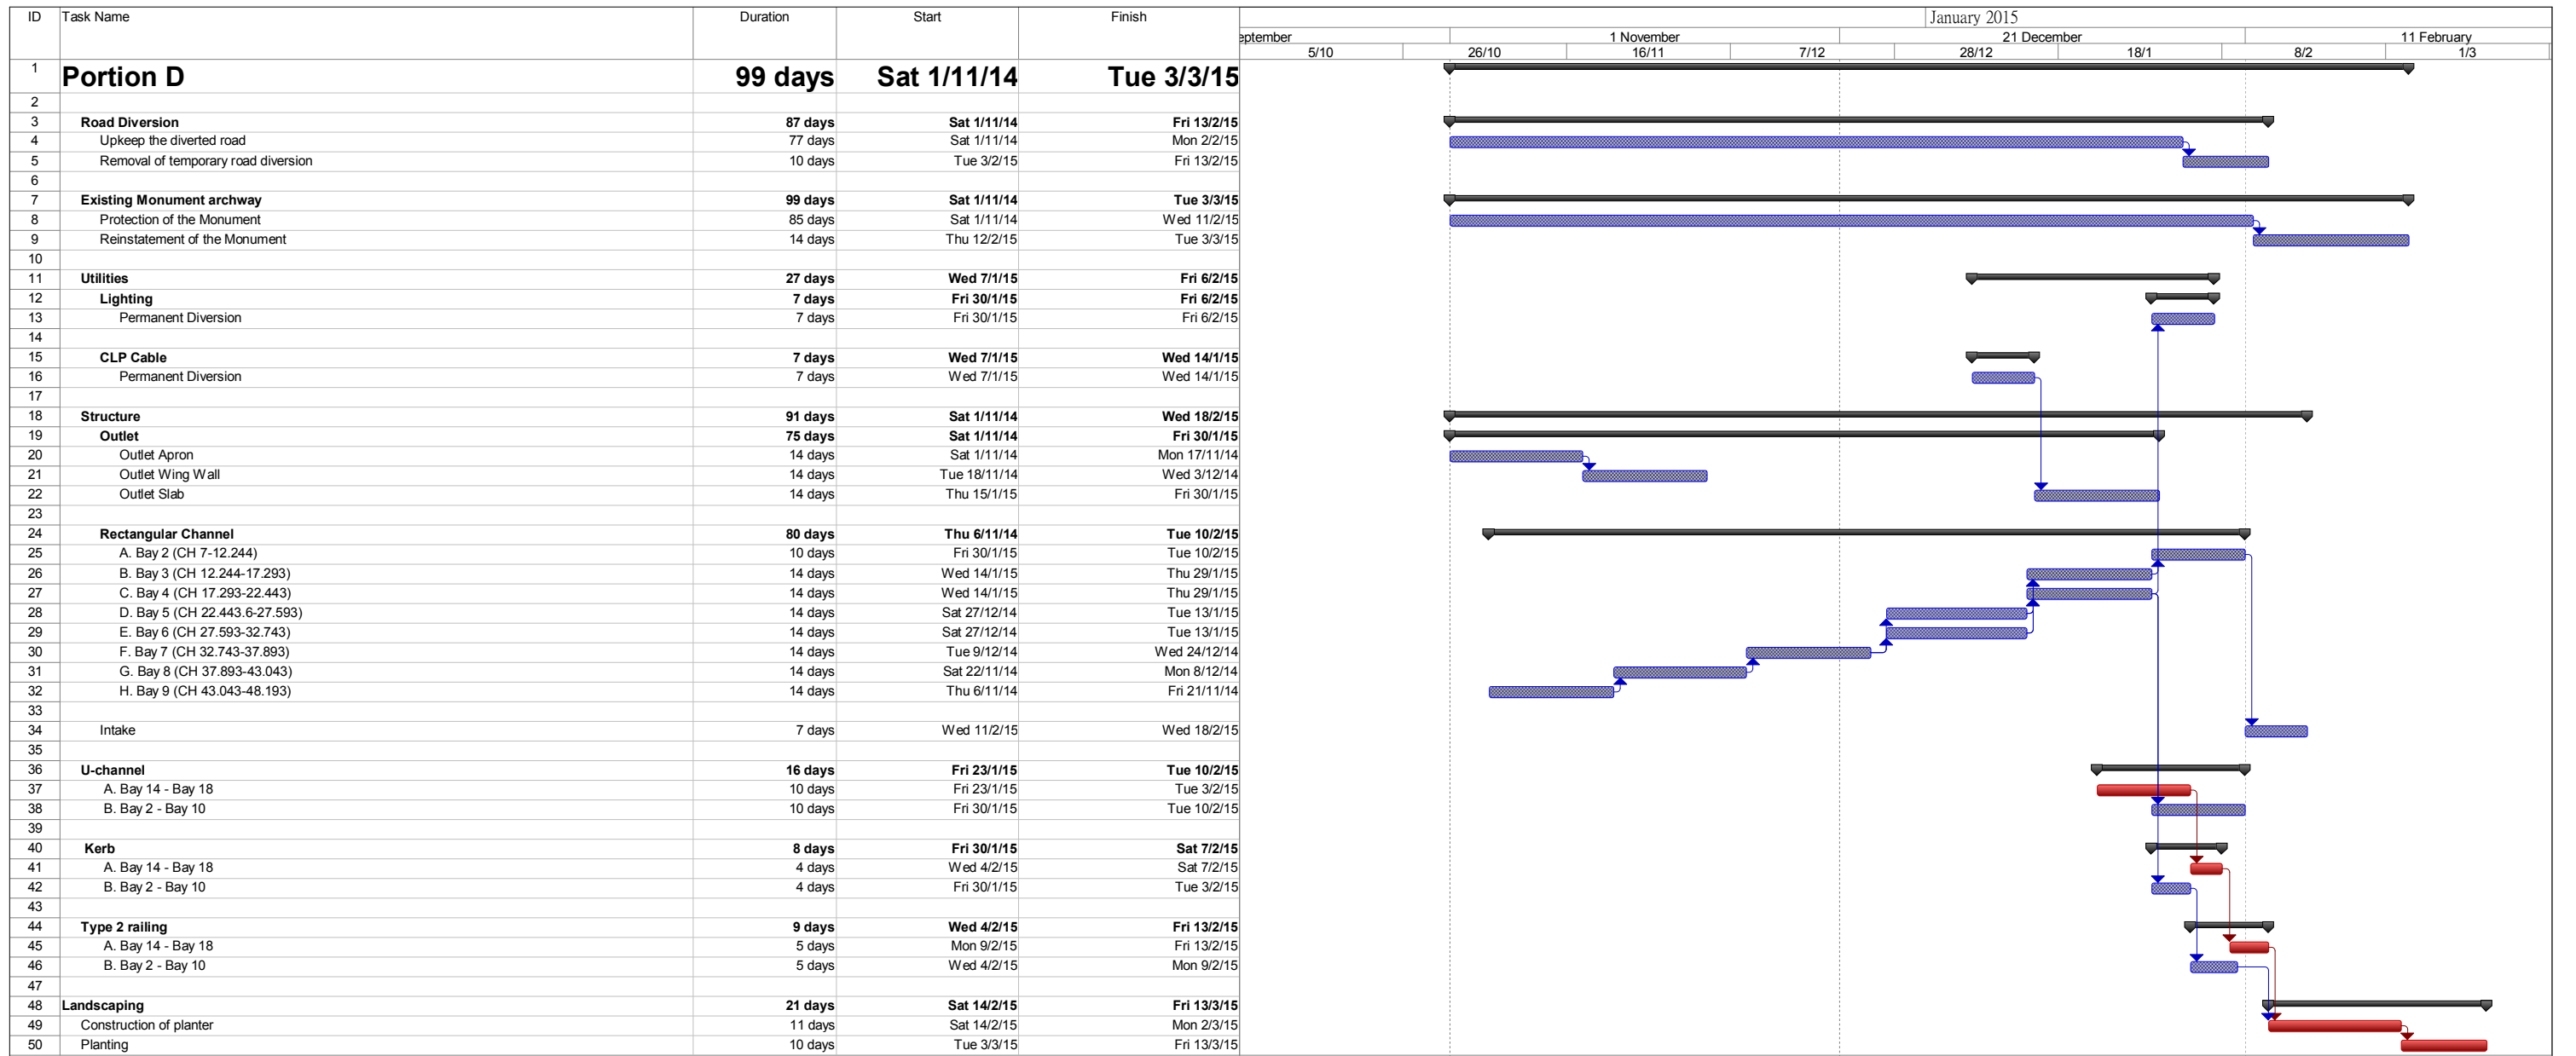 ID Task Name Duration Start Finish January 2015
eptember 1 November 21 December 11 February
5/10 26/10 16/11 7/12 28/12 18/1 8/2 1/3
1 Portion D 99 days Sat 1/11/14 Tue 3/3/15
2
3 Road Diversion 87 days Sat 1/11/14 Fri 13/2/15
4 Upkeep the diverted road 77 days Sat 1/11/14 Mon 2/2/15
5 Removal of temporary road diversion 10 days Tue 3/2/15 Fri 13/2/15
6
7 Existing Monument archway 99 days Sat 1/11/14 Tue 3/3/15
8 Protection of the Monument 85 days Sat 1/11/14 Wed 11/2/15
9 Reinstatement of the Monument 14 days Thu 12/2/15 Tue 3/3/15
10
11 Utilities 27 days Wed 7/1/15 Fri 6/2/15
12 Lighting 7 days Fri 30/1/15 Fri 6/2/15
13 Permanent Diversion 7 days Fri 30/1/15 Fri 6/2/15
14
15 CLP Cable 7 days Wed 7/1/15 Wed 14/1/15
16 Permanent Diversion 7 days Wed 7/1/15 Wed 14/1/15
17
18 Structure 91 days Sat 1/11/14 Wed 18/2/15
19 Outlet 75 days Sat 1/11/14 Fri 30/1/15
20 Outlet Apron 14 days Sat 1/11/14 Mon 17/11/14
21 Outlet Wing Wall 14 days Tue 18/11/14 Wed 3/12/14
22 Outlet Slab 14 days Thu 15/1/15 Fri 30/1/15
23
24 Rectangular Channel 80 days Thu 6/11/14 Tue 10/2/15
25 A. Bay 2 (CH 7-12.244) 10 days Fri 30/1/15 Tue 10/2/15
26 B. Bay 3 (CH 12.244-17.293) 14 days Wed 14/1/15 Thu 29/1/15
27 C. Bay 4 (CH 17.293-22.443) 14 days Wed 14/1/15 Thu 29/1/15
28 D. Bay 5 (CH 22.443.6-27.593) 14 days Sat 27/12/14 Tue 13/1/15
29 E. Bay 6 (CH 27.593-32.743) 14 days Sat 27/12/14 Tue 13/1/15
30 F. Bay 7 (CH 32.743-37.893) 14 days Tue 9/12/14 Wed 24/12/14
31 G. Bay 8 (CH 37.893-43.043) 14 days Sat 22/11/14 Mon 8/12/14
32 H. Bay 9 (CH 43.043-48.193) 14 days Thu 6/11/14 Fri 21/11/14
33
34 Intake 7 days Wed 11/2/15 Wed 18/2/15
35
36 U-channel 16 days Fri 23/1/15 Tue 10/2/15
37 A. Bay 14 - Bay 18 10 days Fri 23/1/15 Tue 3/2/15
38 B. Bay 2 - Bay 10 10 days Fri 30/1/15 Tue 10/2/15
39
40 Kerb 8 days Fri 30/1/15 Sat 7/2/15
41 A. Bay 14 - Bay 18 4 days Wed 4/2/15 Sat 7/2/15
42 B. Bay 2 - Bay 10 4 days Fri 30/1/15 Tue 3/2/15
43
44 Type 2 railing 9 days Wed 4/2/15 Fri 13/2/15
45 A. Bay 14 - Bay 18 5 days Mon 9/2/15 Fri 13/2/15
46 B. Bay 2 - Bay 10 5 days Wed 4/2/15 Mon 9/2/15
47
48 Landscaping 21 days Sat 14/2/15 Fri 13/3/15
49 Construction of planter 11 days Sat 14/2/15 Mon 2/3/15
50 Planting 10 days Tue 3/3/15 Fri 13/3/15